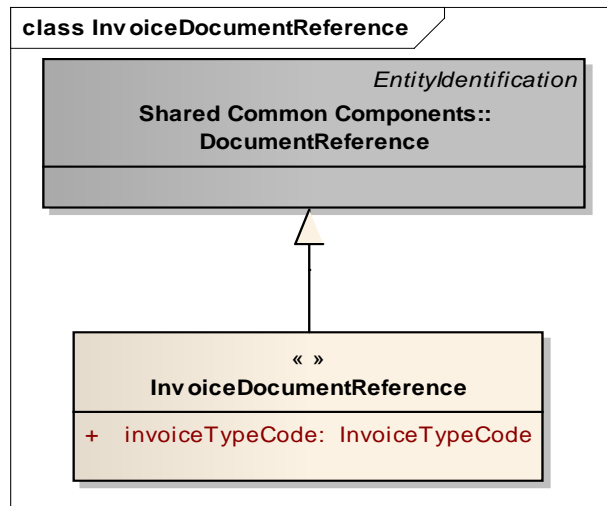 class InvoiceDocumentReference
EntityIdentification
Shared Common Components::
DocumentReference
« »
InvoiceDocumentReference
+ invoiceTypeCode: InvoiceTypeCode